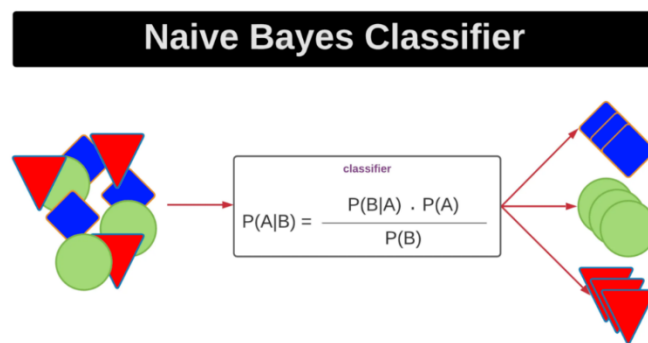 Naive Bayes Classifier
classifier
P(A|B) = P(B|A) . P(A)
P(B)